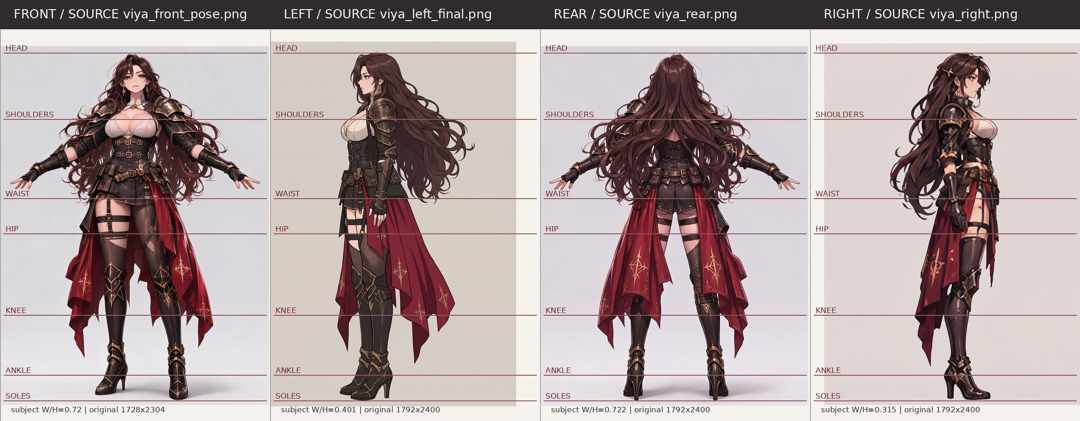 FRONT / SOURCE viya_front_pose.png
HEAD
SHOULDERS
WAIST
HIP
KNEE
ANKLE
SOLES
subject W/H=0.72 | original 1728x2304
LEFT / SOURCE viya_left_final.png
HEAD
SHOULDERS
WAIST
HIP
KNEE
ANKLE
SOLES
subject W/H=0.401 | original 1792x2400
REAR / SOURCE viya_rear.png
HEAD
SHOULDERS
WAIST
HIP
KNEE
ANKLE
SOLES
subject W/H=0.722 | original 1792x2400
RIGHT / SOURCE viya_right.png
HEAD
SHOULDERS
WAIST
HIP
KNEE
ANKLE
SOLES
subject W/H=0.315 | original 1792x2400